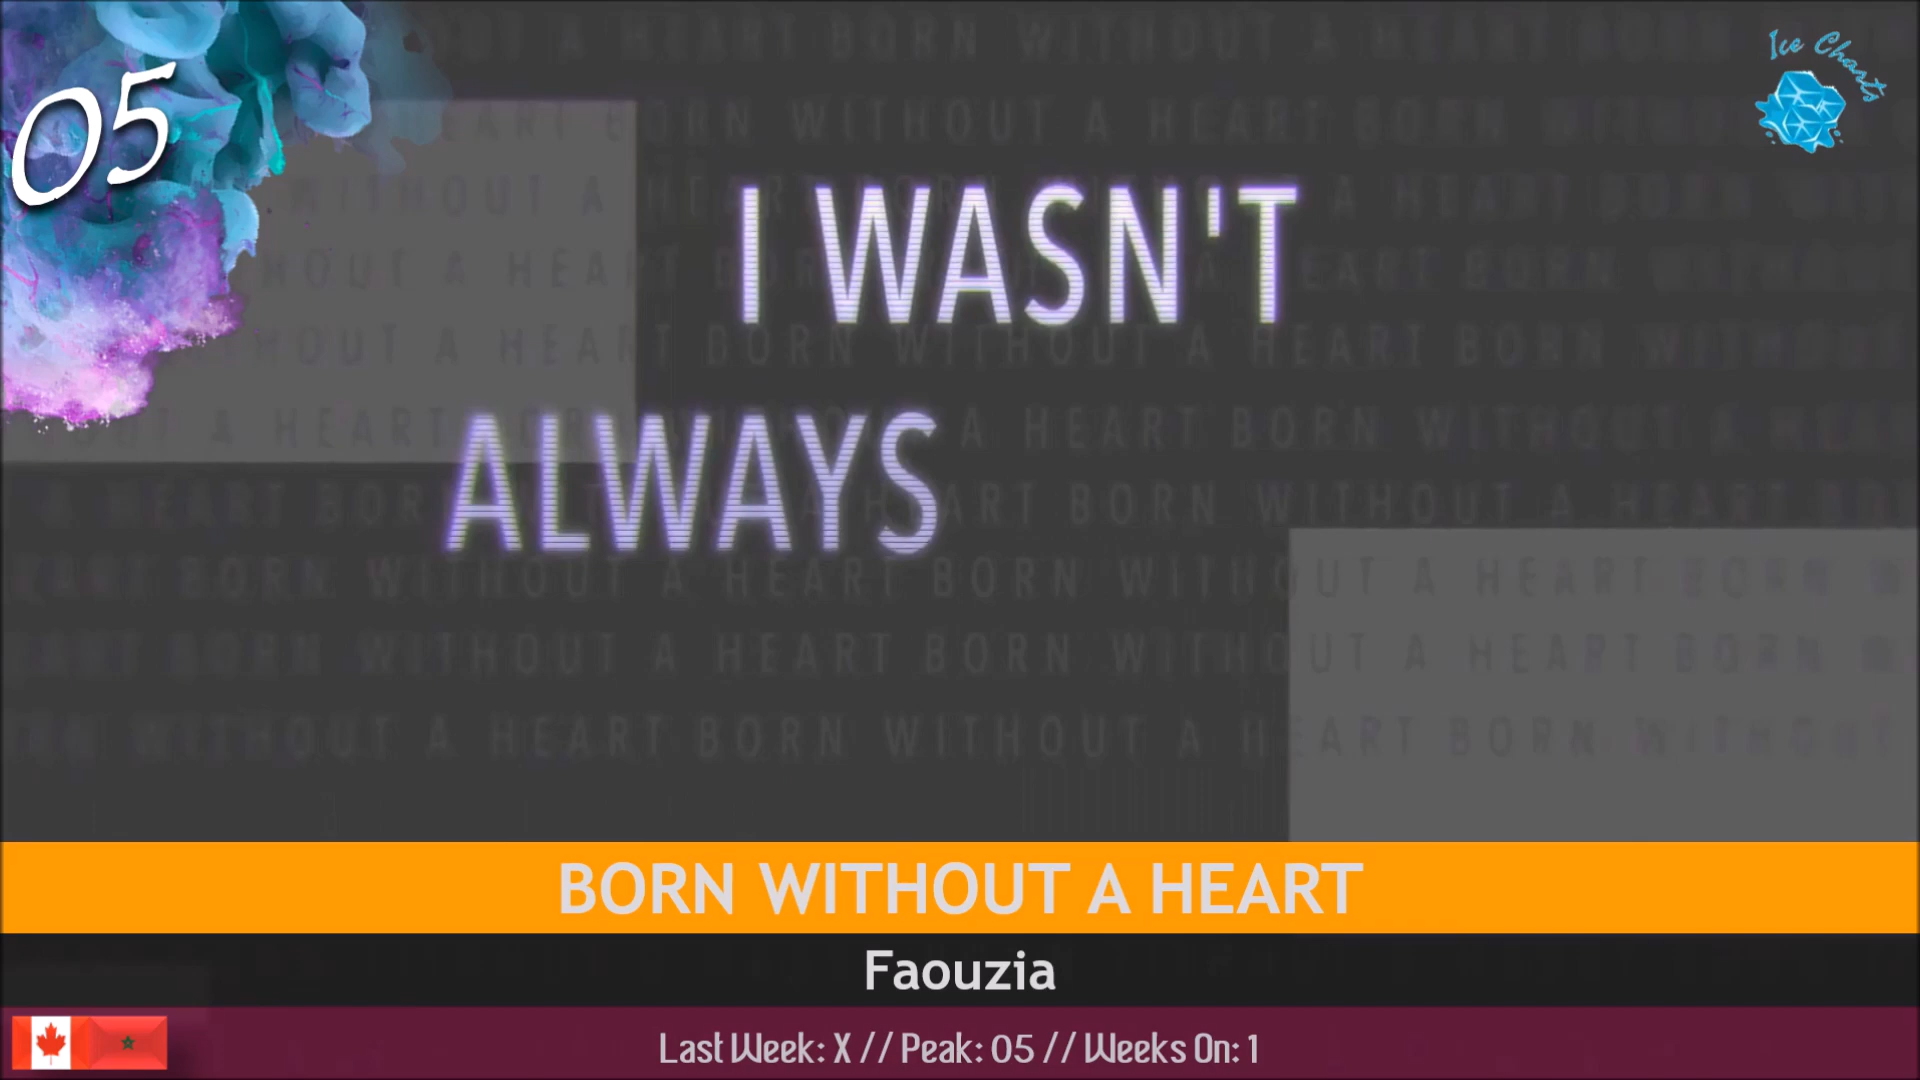 05
Ice Charts
I WASN'T
ALWAYS
BORN WITHOUT A HEART
Faouzia
Last Week: X // Peak: 05 // Weeks On: 1